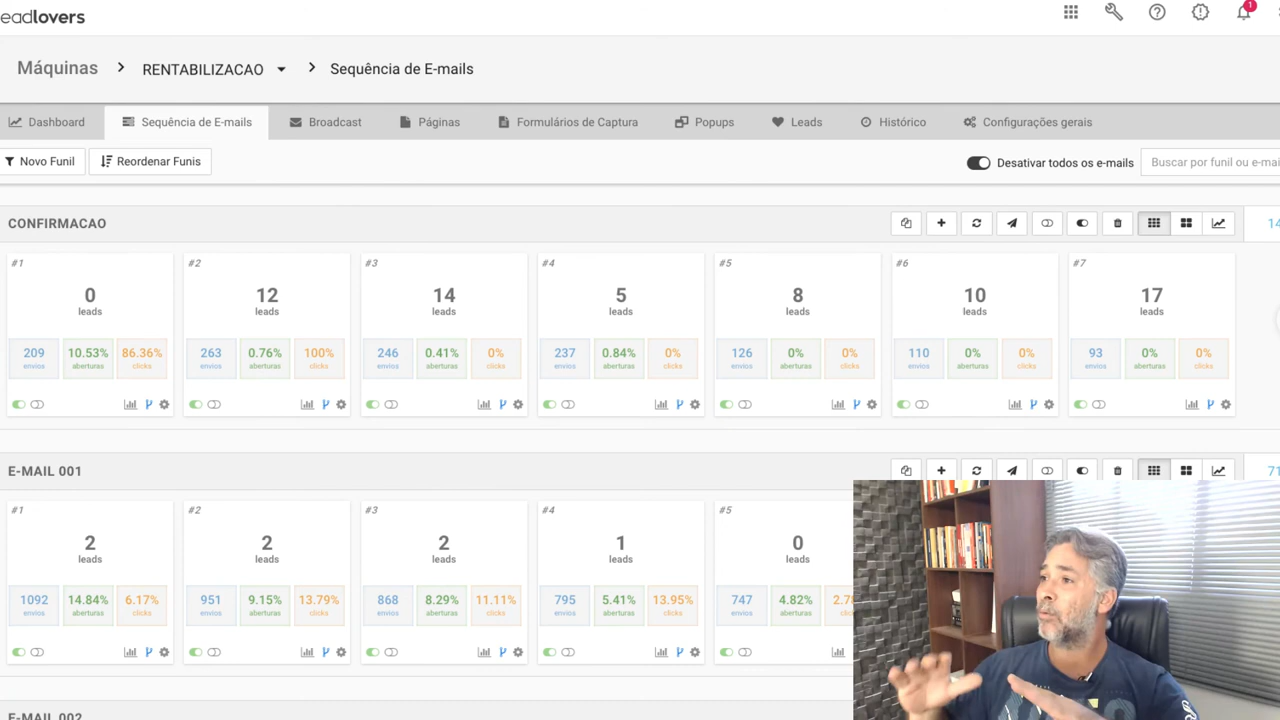 eadlovers
1
Máquinas > RENTABILIZACAO > Sequência de E-mails
Dashboard Sequência de E-mails Broadcast Páginas Formulários de Captura Popups Leads Histórico Configurações gerais
Novo Funil Reordenar Funis Desativar todos os e-mails Buscar por funil ou e-mai
CONFIRMACAO 14
#1 #2 #3 #4 #5 #6 #7
0 12 14 5 8 10 17
leads leads leads leads leads leads leads
209 10.53% 86.36% 263 0.76% 100% 246 0.41% 0% 237 0.84% 0% 126 0% 0% 110 0% 0% 93 0% 0%
envios aberturas clicks envios aberturas clicks envios aberturas clicks envios aberturas clicks envios aberturas clicks envios aberturas clicks envios aberturas clicks
E-MAIL 001 71
#1 #2 #3 #4 #5
2 2 2 1 0
leads leads leads leads leads
1092 14.84% 6.17% 951 9.15% 13.79% 868 8.29% 11.11% 795 5.41% 13.95% 747 4.82% 2.7
envios aberturas clicks envios aberturas clicks envios aberturas clicks envios aberturas clicks envios aberturas clicks
E-MAIL 002